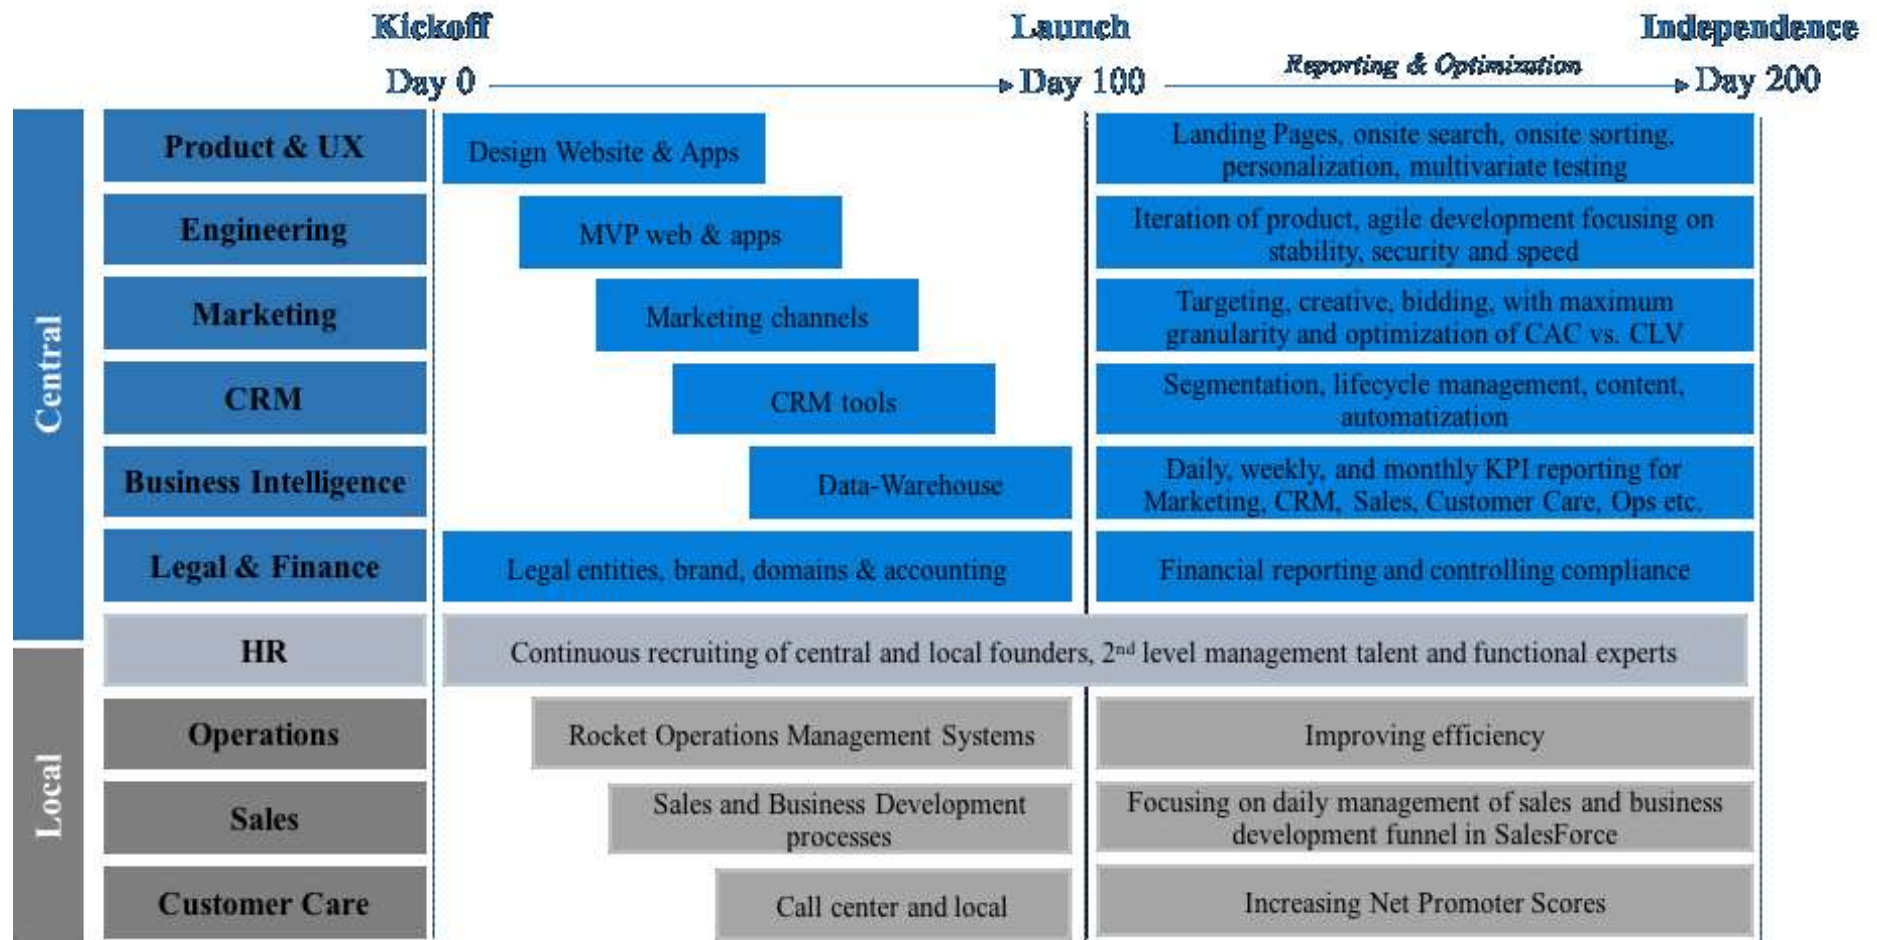 Kickoff
Launch
Independence
Day 0
Day 100
Reporting & Optimization
Day 200
Central
Product & UX
Design Website & Apps
Landing Pages, onsite search, onsite sorting,
personalization, multivariate testing
Engineering
MVP web & apps
Iteration of product, agile development focusing on
stability, security and speed
Marketing
Marketing channels
Targeting, creative, bidding, with maximum
granularity and optimization of CAC vs. CLV
CRM
CRM tools
Segmentation, lifecycle management, content,
automatization
Business Intelligence
Data-Warehouse
Daily, weekly, and monthly KPI reporting for
Marketing, CRM, Sales, Customer Care, Ops etc.
Legal & Finance
Legal entities, brand, domains & accounting
Financial reporting and controlling compliance
HR
Continuous recruiting of central and local founders, 2nd level management talent and functional experts
Local
Operations
Rocket Operations Management Systems
Improving efficiency
Sales
Sales and Business Development
processes
Focusing on daily management of sales and business
development funnel in SalesForce
Customer Care
Call center and local
Increasing Net Promoter Scores